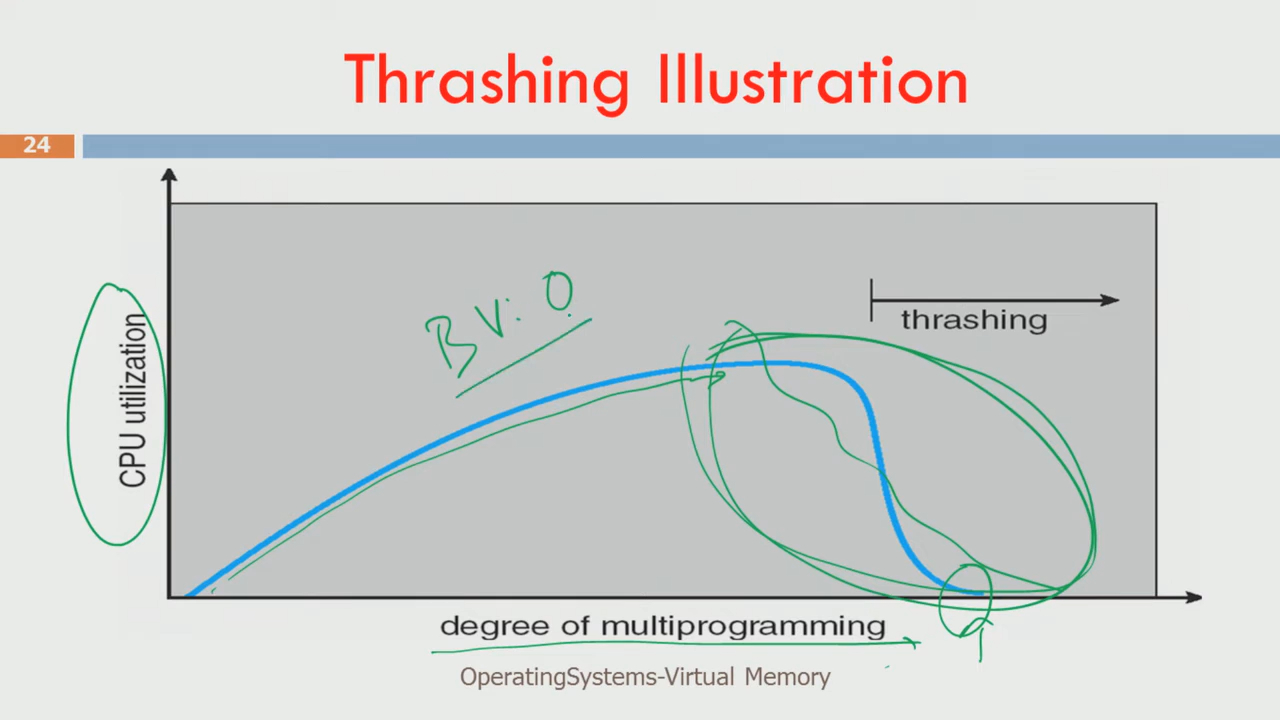 Thrashing Illustration
24
BV: 0
thrashing
CPU utilization
degree of multiprogramming
OperatingSystems-Virtual Memory